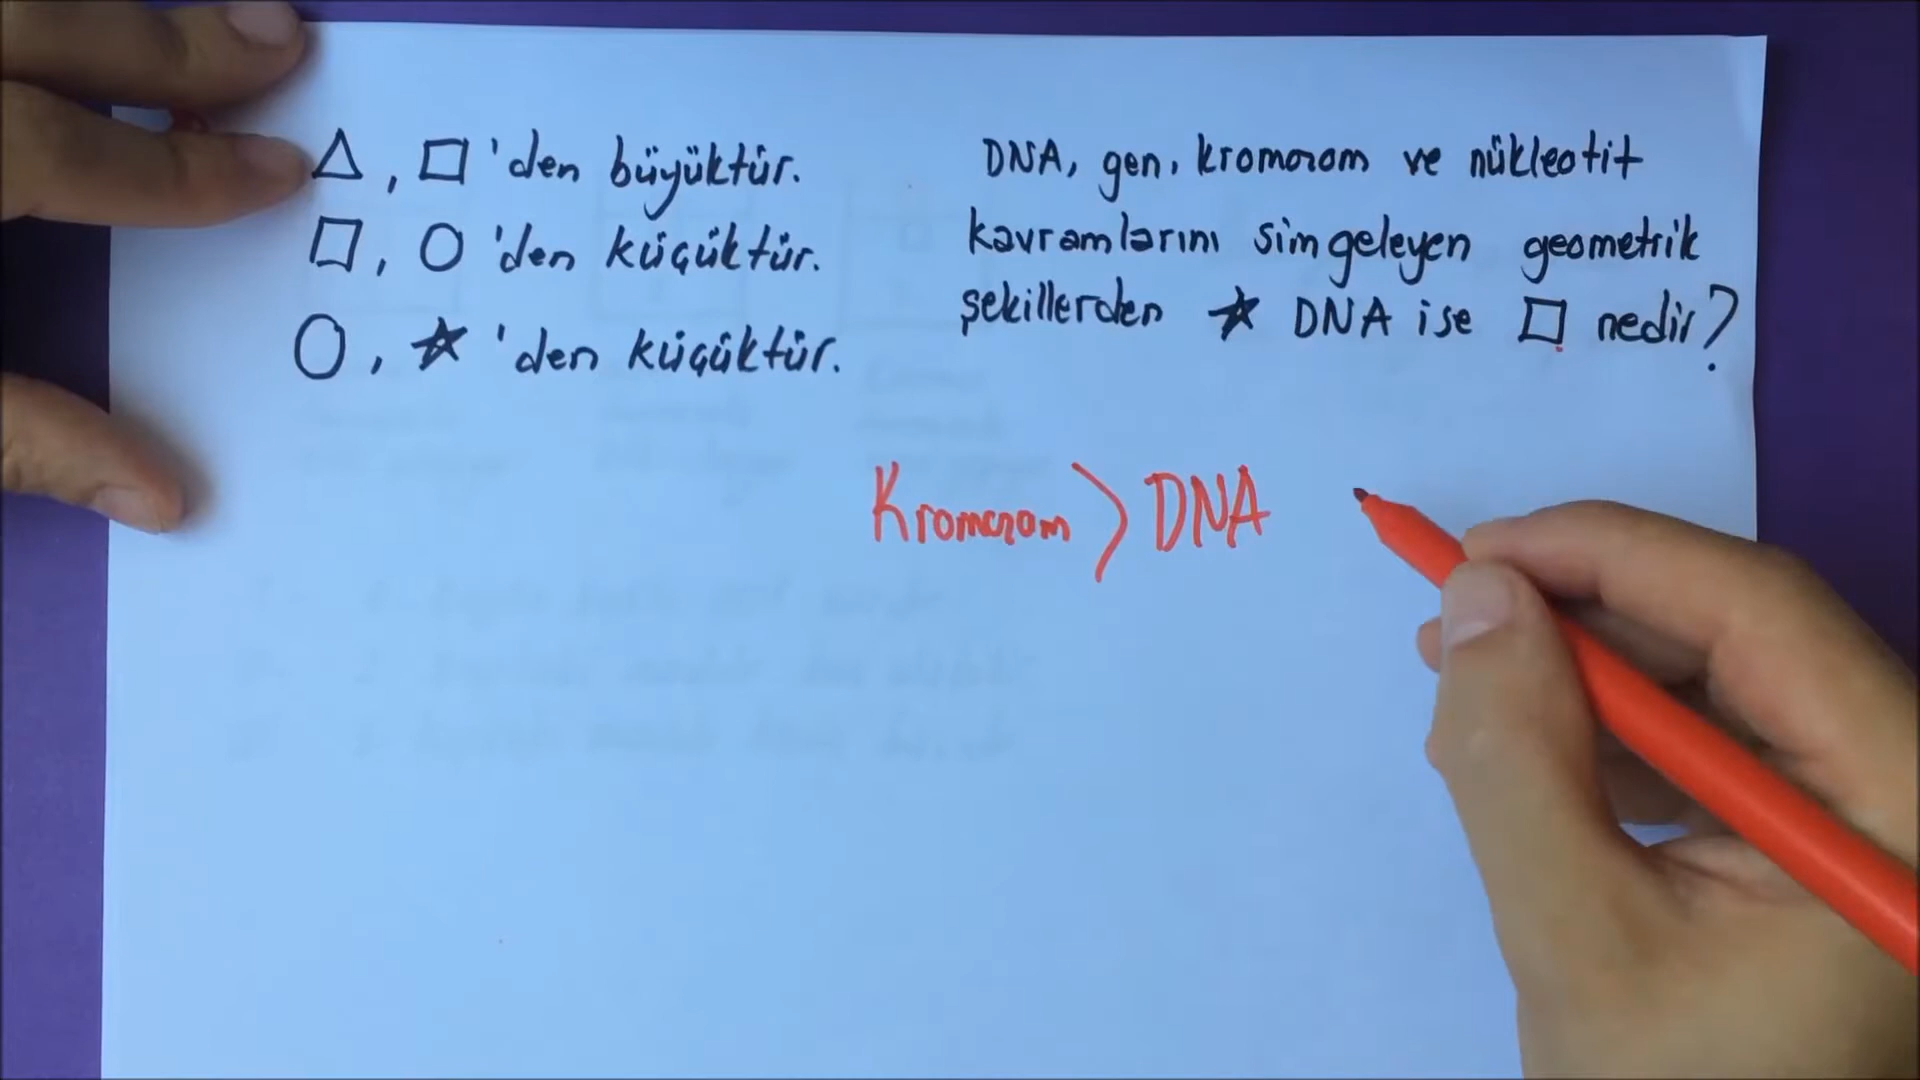 △, □ 'den büyüktür.
□, ○ 'den küçüktür.
○, ☆ 'den küçüktür.
DNA, gen, kromozom ve nükleotit
kavramlarını simgeleyen geometrik
şekillerden ☆ DNA ise □ nedir?
Kromozom > DNA